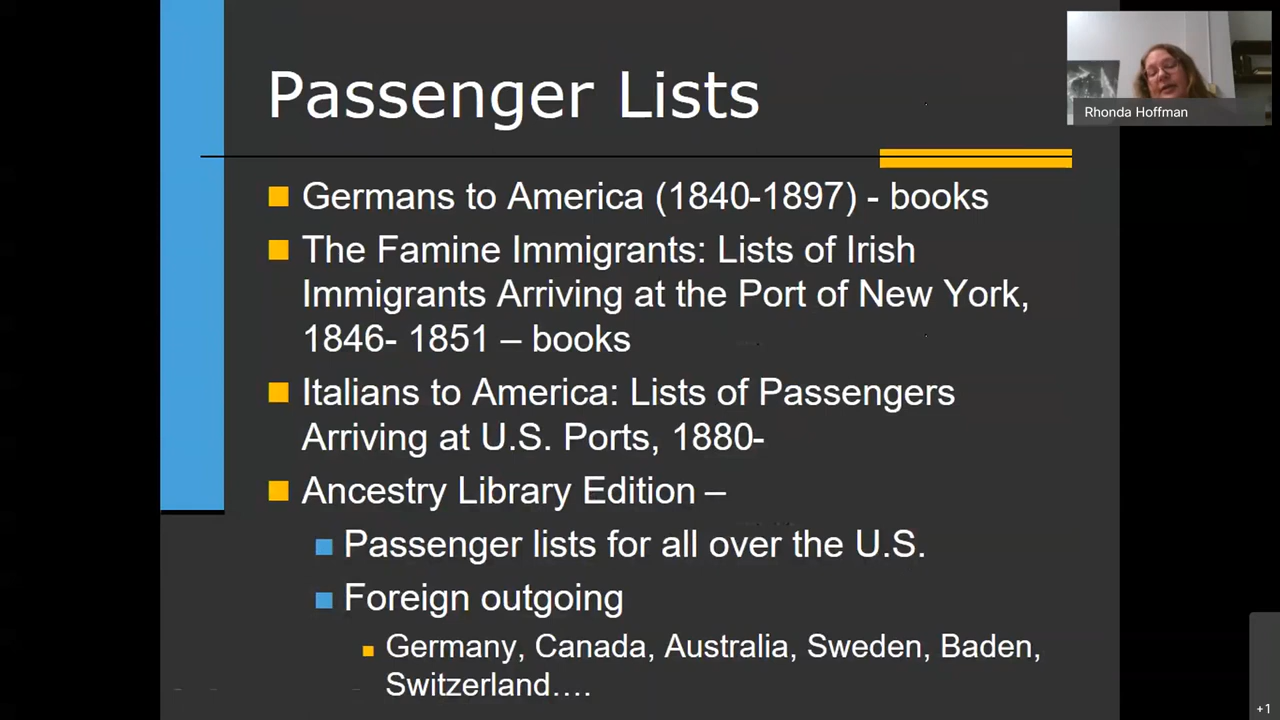 Passenger Lists
Rhonda Hoffman
Germans to America (1840-1897) - books
The Famine Immigrants: Lists of Irish
Immigrants Arriving at the Port of New York,
1846- 1851 – books
Italians to America: Lists of Passengers
Arriving at U.S. Ports, 1880-
Ancestry Library Edition –
Passenger lists for all over the U.S.
Foreign outgoing
Germany, Canada, Australia, Sweden, Baden,
Switzerland….
+1